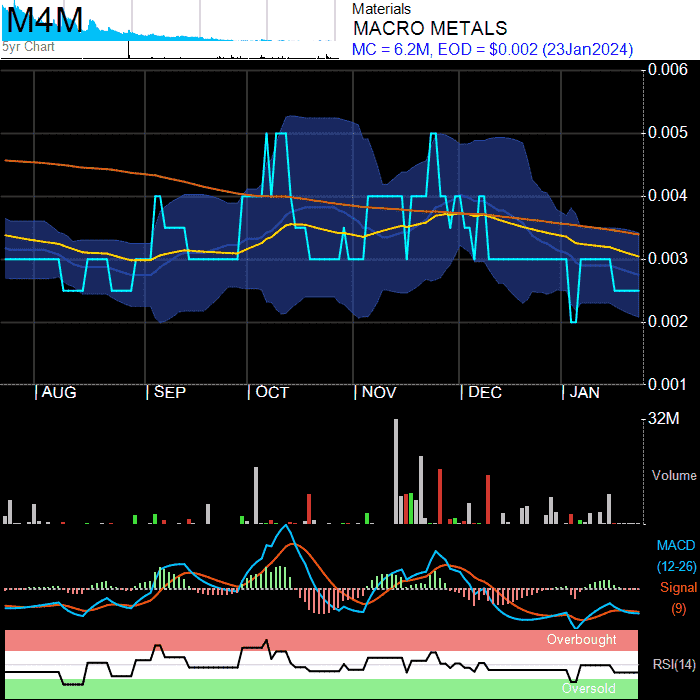 M4M
5yr Chart
Materials
MACRO METALS
MC = 6.2M, EOD = $0.002 (23Jan2024)
0.006
0.005
0.004
0.003
0.002
0.001
| AUG | SEP | OCT | NOV | DEC | JAN
32M
Volume
MACD
(12-26)
Signal
(9)
Overbought
RSI(14)
Oversold